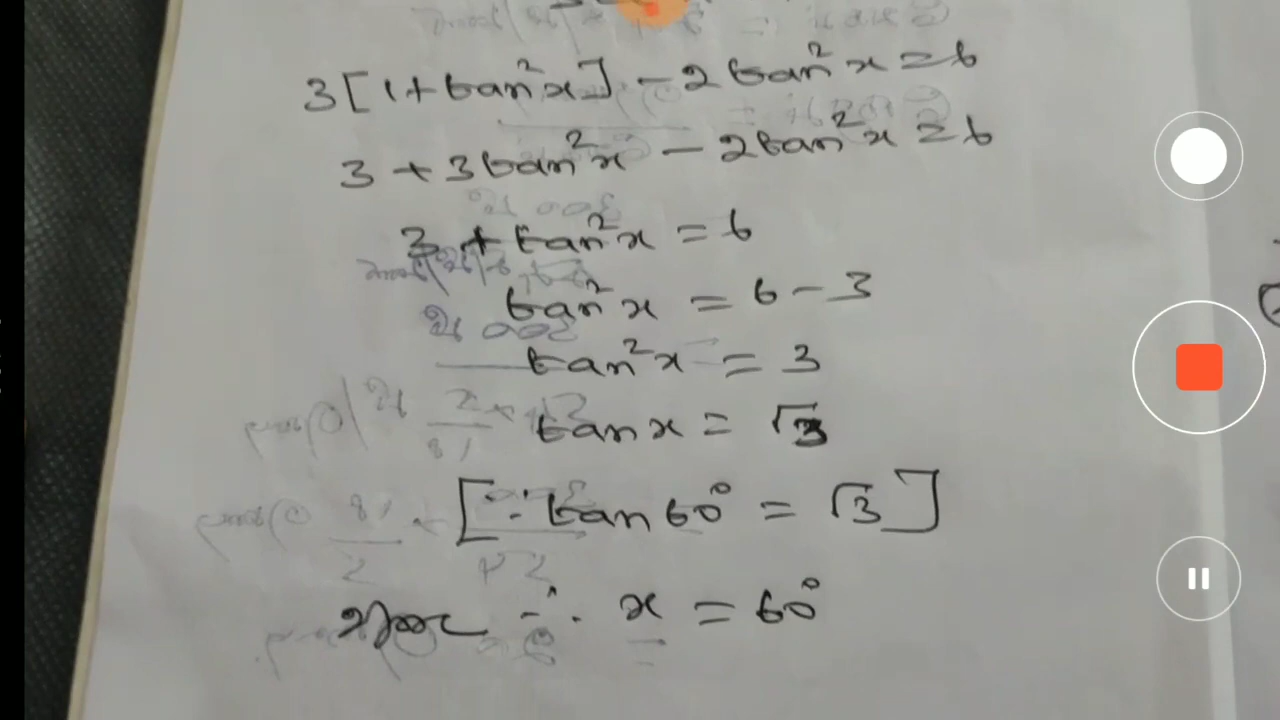 3[1+tan²x] - 2tan²x = 6
3 + 3tan²x - 2tan²x = 6
3 + tan²x = 6
tan²x = 6 - 3
tan²x = 3
tan x = √3
[∵ tan 60° = √3]
∴ x = 60°